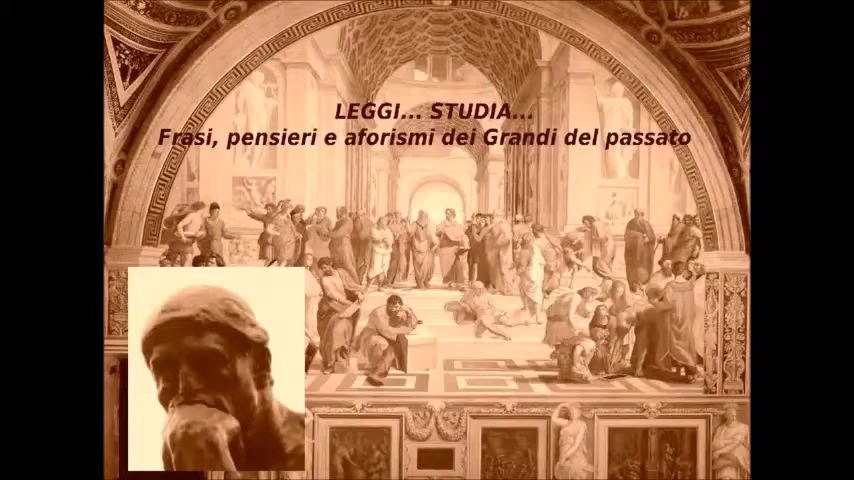 LEGGI... STUDIA...
Frasi, pensieri e aforismi dei Grandi del passato